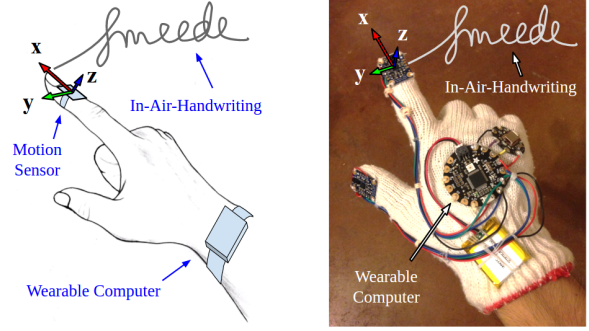 x
z
y
In-Air-Handwriting
Motion
Sensor
Wearable Computer
x
z
y
In-Air-Handwriting
Wearable
Computer